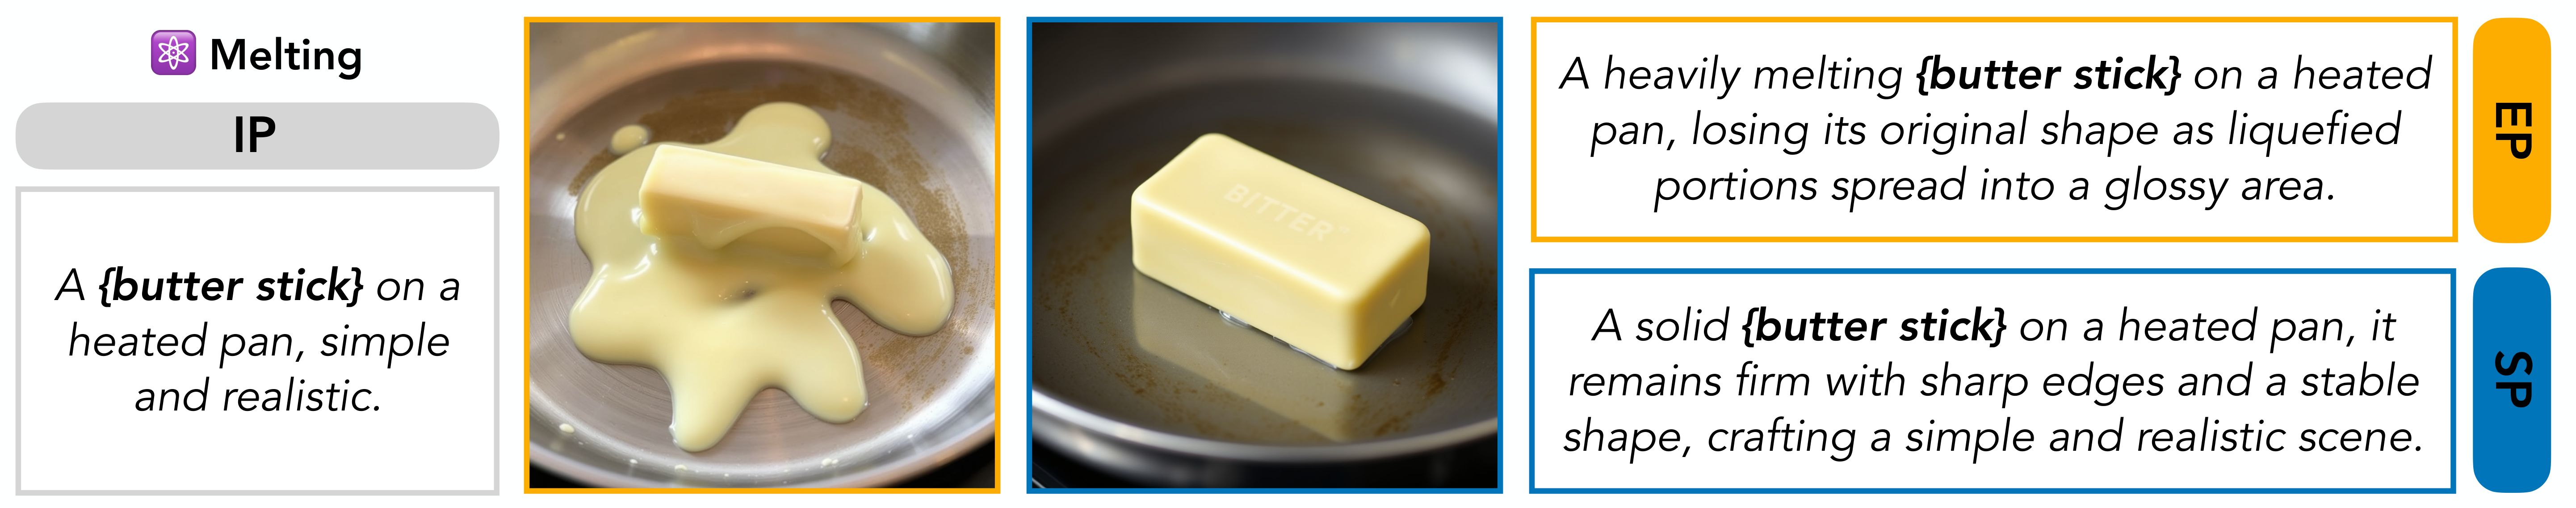 Melting
IP
A {butter stick} on a
heated pan, simple
and realistic.
BITTER
A heavily melting {butter stick} on a heated
pan, losing its original shape as liquefied
portions spread into a glossy area.
EP
A solid {butter stick} on a heated pan, it
remains firm with sharp edges and a stable
shape, crafting a simple and realistic scene.
SP